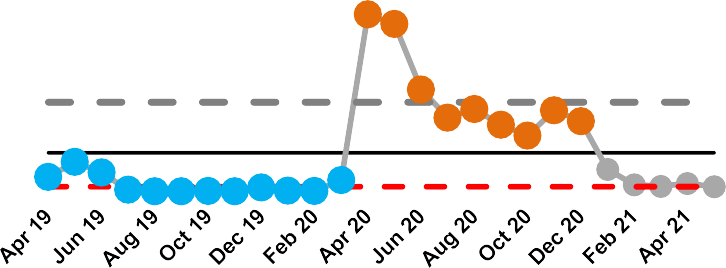 Apr 19
Jun 19
Aug 19
Oct 19
Dec 19
Feb 20
Apr 20
Jun 20
Aug 20
Oct 20
Dec 20
Feb 21
Apr 21